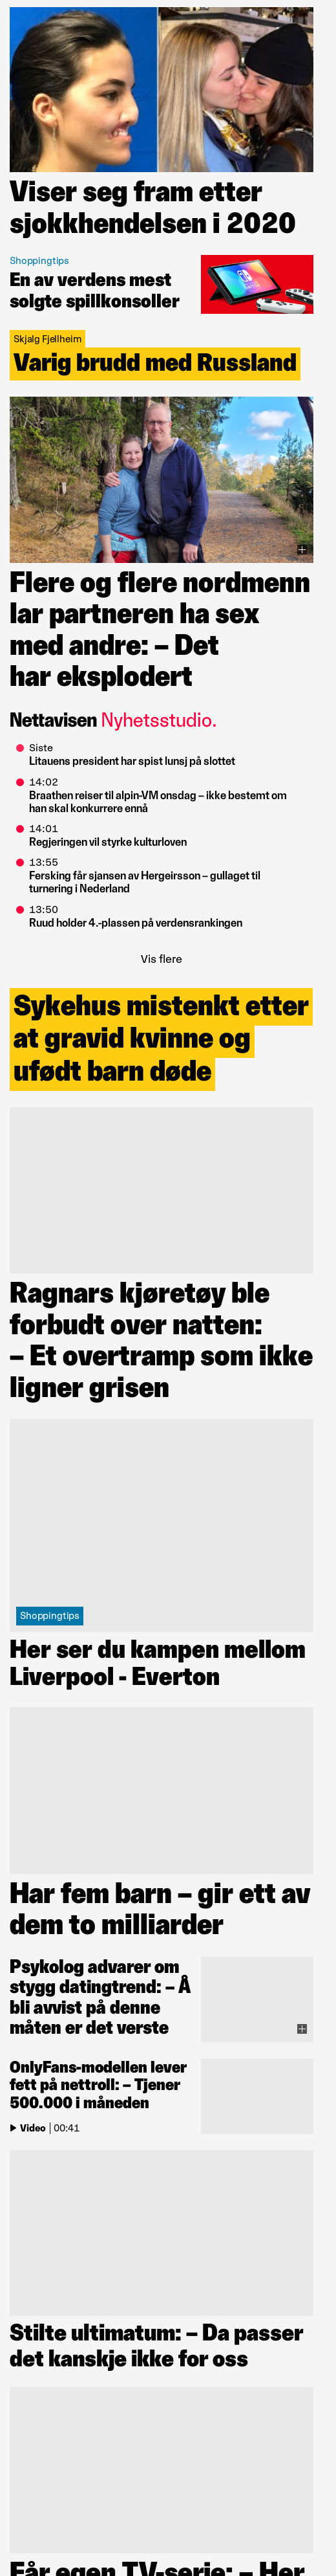 Viser seg fram etter
sjokkhendelsen i 2020
Shoppingtips
En av verdens mest
solgte spillkonsoller
Skjalg Fjellheim
Varig brudd med Russland
Flere og flere nordmenn
lar partneren ha sex
med andre: – Det
har eksplodert
Nettavisen Nyhetsstudio.
Siste
Litauens president har spist lunsj på slottet
14:02
Braathen reiser til alpin-VM onsdag – ikke bestemt om
han skal konkurrere ennå
14:01
Regjeringen vil styrke kulturloven
13:55
Fersking får sjansen av Hergeirsson – gullaget til
turnering i Nederland
13:50
Ruud holder 4.-plassen på verdensrankingen
Vis flere
Sykehus mistenkt etter
at gravid kvinne og
ufødt barn døde
Ragnars kjøretøy ble
forbudt over natten:
– Et overtramp som ikke
ligner grisen
Shoppingtips
Her ser du kampen mellom
Liverpool - Everton
Har fem barn – gir ett av
dem to milliarder
Psykolog advarer om
stygg datingtrend: – Å
bli avvist på denne
måten er det verste
OnlyFans-modellen lever
fett på nettroll: – Tjener
500.000 i måneden
Video | 00:41
Stilte ultimatum: – Da passer
det kanskje ikke for oss
Får egen TV-serie: – Her